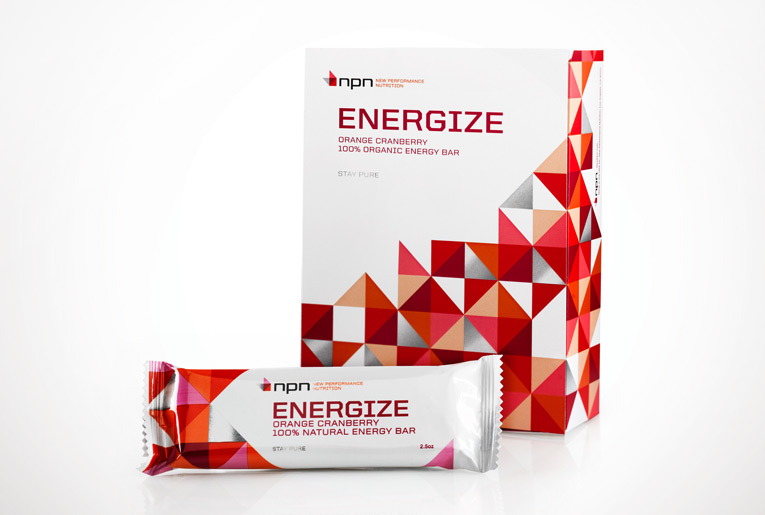 npn NEW PERFORMANCE
NUTRITION
ENERGIZE
ORANGE CRANBERRY
100% ORGANIC ENERGY BAR
STAY PURE
npn
npn NEW PERFORMANCE
NUTRITION
ENERGIZE
ORANGE CRANBERRY
100% NATURAL ENERGY BAR
STAY PURE
2.5oz